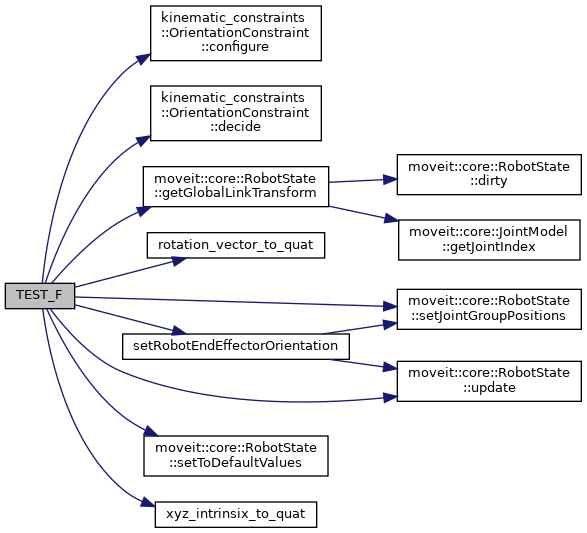 kinematic_constraints
::OrientationConstraint
::configure
kinematic_constraints
::OrientationConstraint
::decide
moveit::core::RobotState
::getGlobalLinkTransform
moveit::core::RobotState
::dirty
moveit::core::JointModel
::getJointIndex
rotation_vector_to_quat
TEST_F
moveit::core::RobotState
::setJointGroupPositions
setRobotEndEffectorOrientation
moveit::core::RobotState
::update
moveit::core::RobotState
::setToDefaultValues
xyz_intrinsix_to_quat